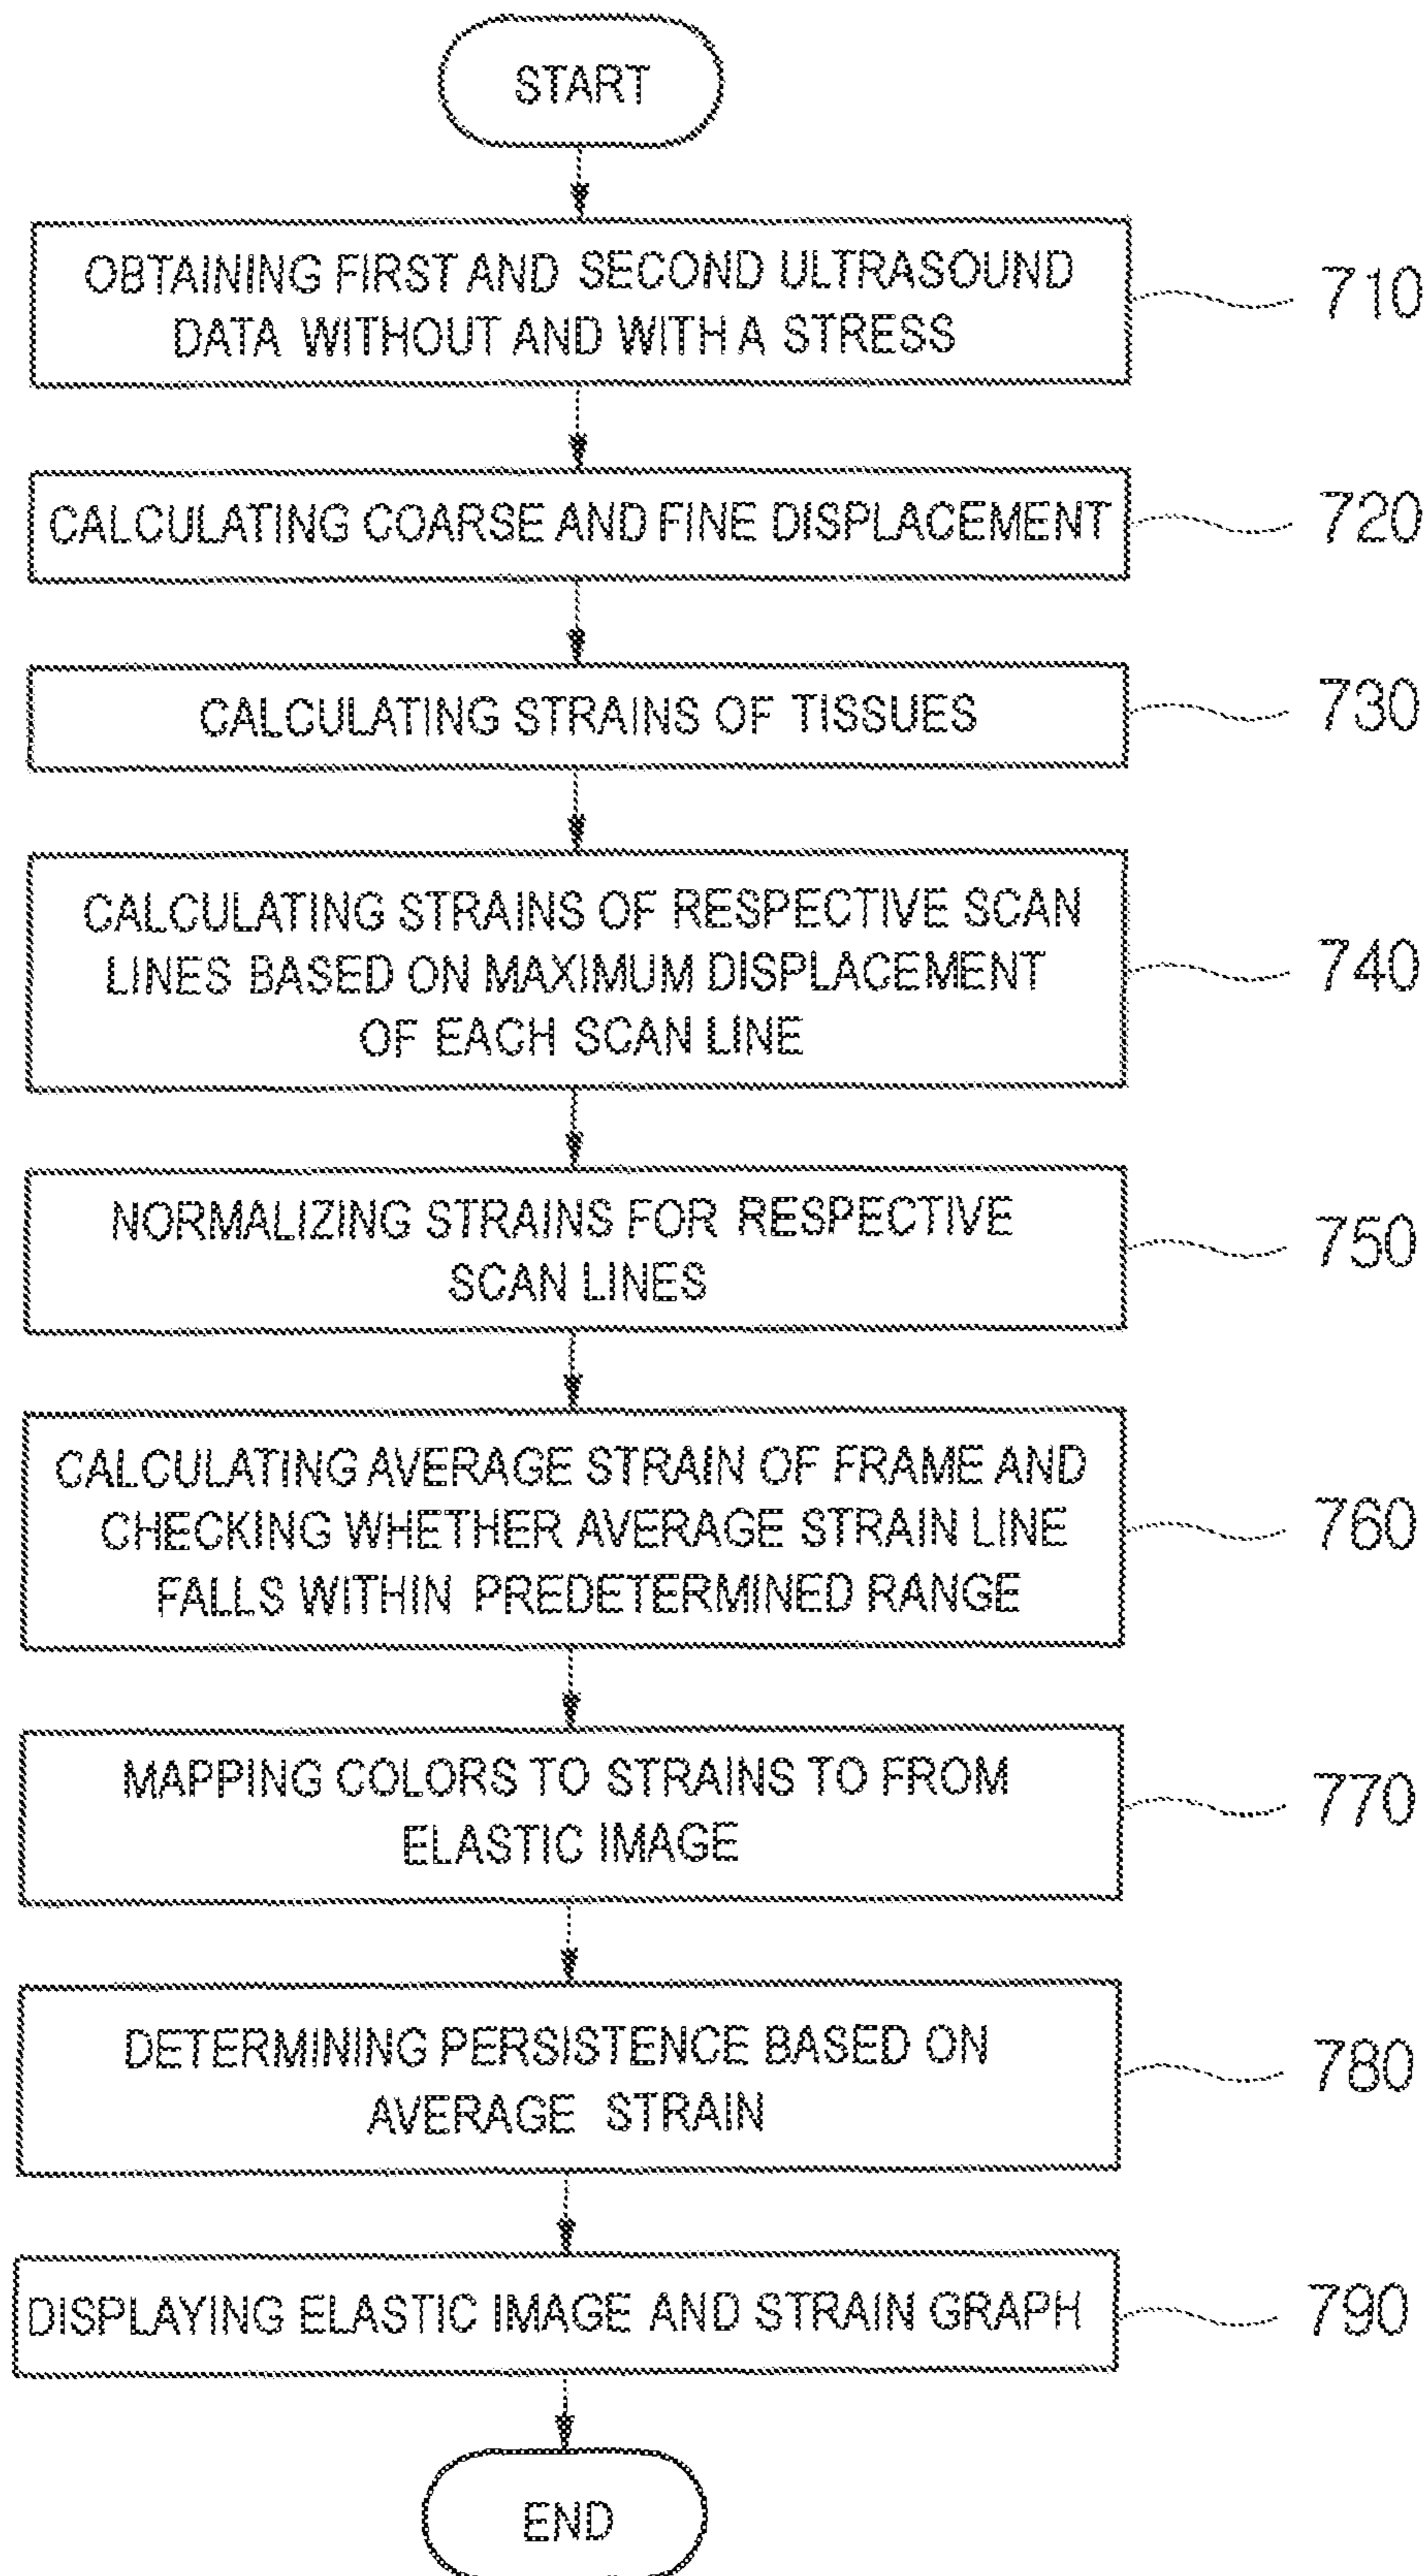 START
OBTAINING FIRST AND SECOND ULTRASOUND
DATA WITHOUT AND WITH A STRESS
710
CALCULATING COARSE AND FINE DISPLACEMENT
720
CALCULATING STRAINS OF TISSUES
730
CALCULATING STRAINS OF RESPECTIVE SCAN
LINES BASED ON MAXIMUM DISPLACEMENT
OF EACH SCAN LINE
740
NORMALIZING STRAINS FOR RESPECTIVE
SCAN LINES
750
CALCULATING AVERAGE STRAIN OF FRAME AND
CHECKING WHETHER AVERAGE STRAIN LINE
FALLS WITHIN PREDETERMINED RANGE
760
MAPPING COLORS TO STRAINS TO FROM
ELASTIC IMAGE
770
DETERMINING PERSISTENCE BASED ON
AVERAGE STRAIN
780
DISPLAYING ELASTIC IMAGE AND STRAIN GRAPH
790
END